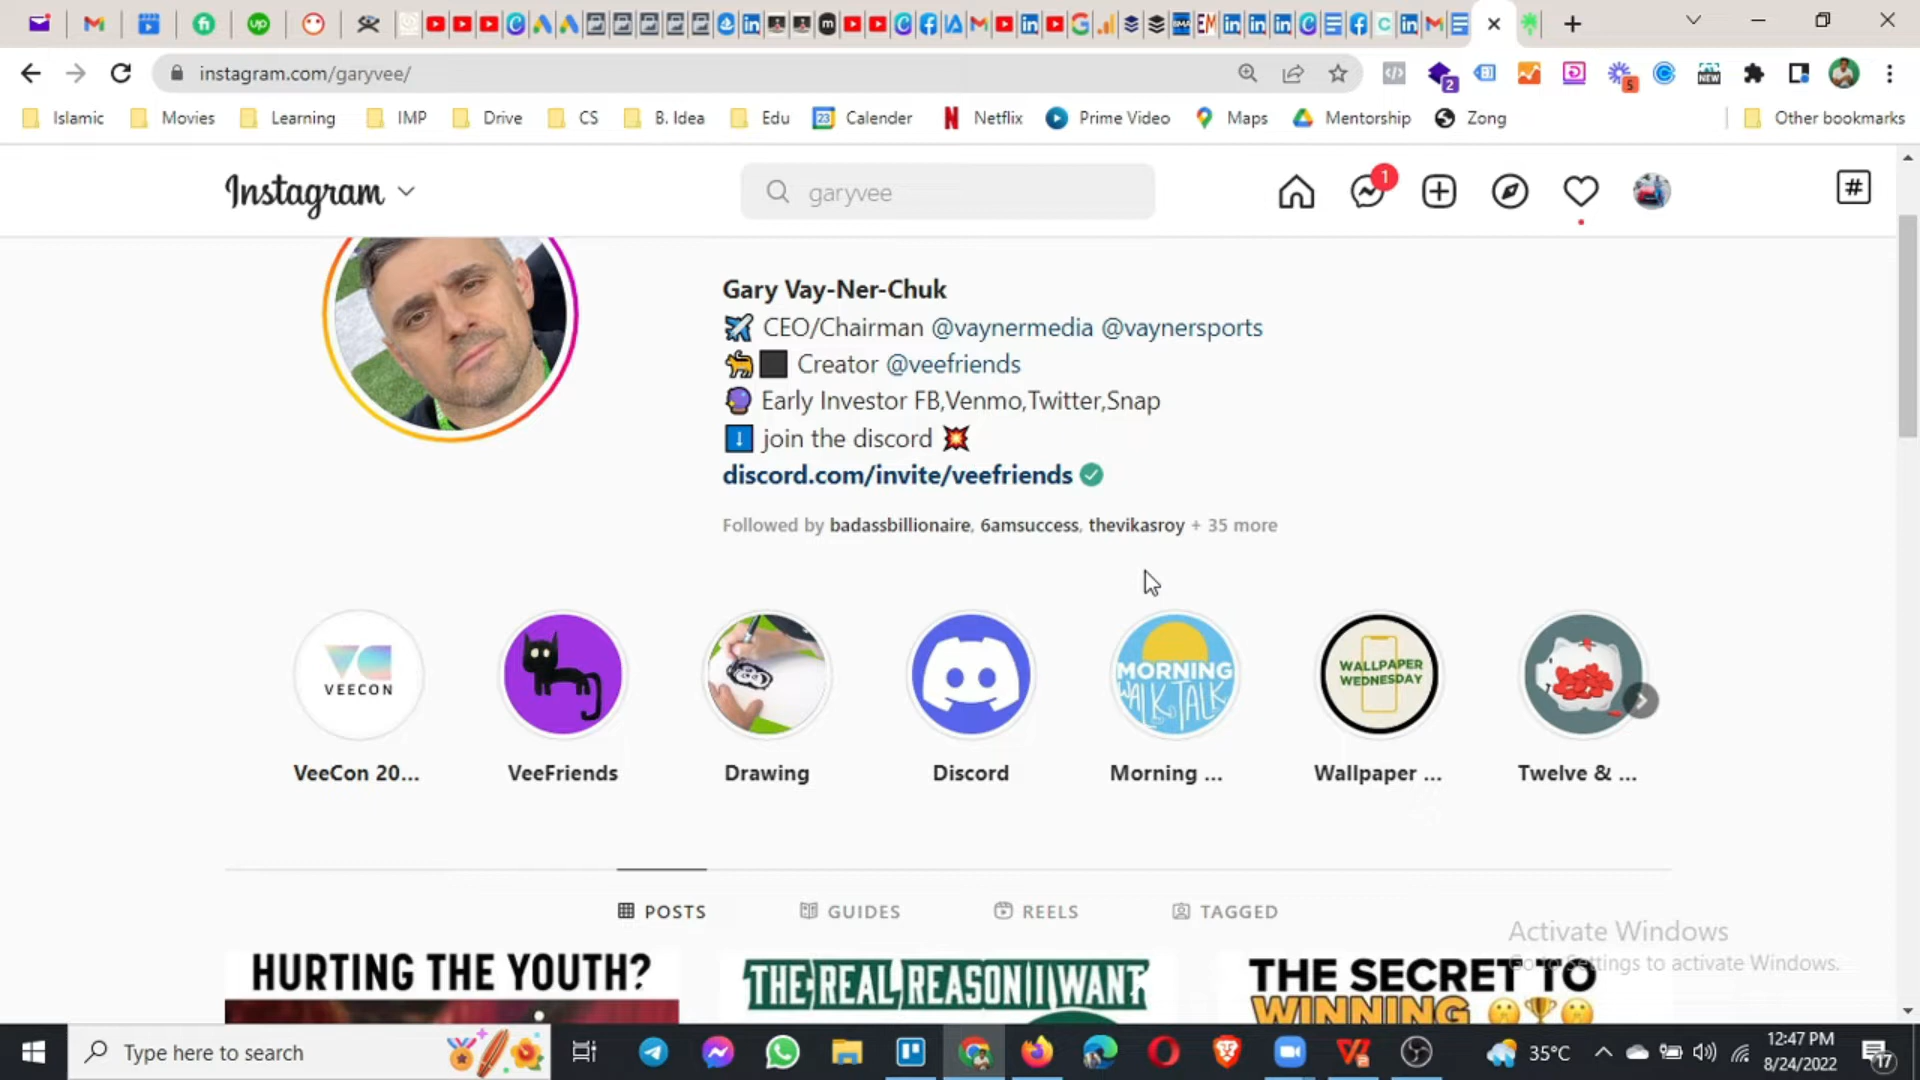 instagram.com/garyvee/
Islamic Movies Learning IMP Drive CS B. Idea Edu Calender Netflix Prime Video Maps Mentorship Zong Other bookmarks
Instagram garyvee 1
Gary Vay-Ner-Chuk
CEO/Chairman @vaynermedia @vaynersports
Creator @veefriends
Early Investor FB,Venmo,Twitter,Snap
join the discord
discord.com/invite/veefriends
Followed by badassbillionaire, 6amsuccess, thevikasroy + 35 more
VEECON
MORNING
WALK TALK
WALLPAPER
WEDNESDAY
VeeCon 20... VeeFriends Drawing Discord Morning ... Wallpaper ... Twelve & ...
POSTS GUIDES REELS TAGGED
Activate Windows
Go to Settings to activate Windows.
HURTING THE YOUTH? THE REAL REASON I WANT THE SECRET TO
WINNING
Type here to search 35°C 12:47 PM
8/24/2022 17